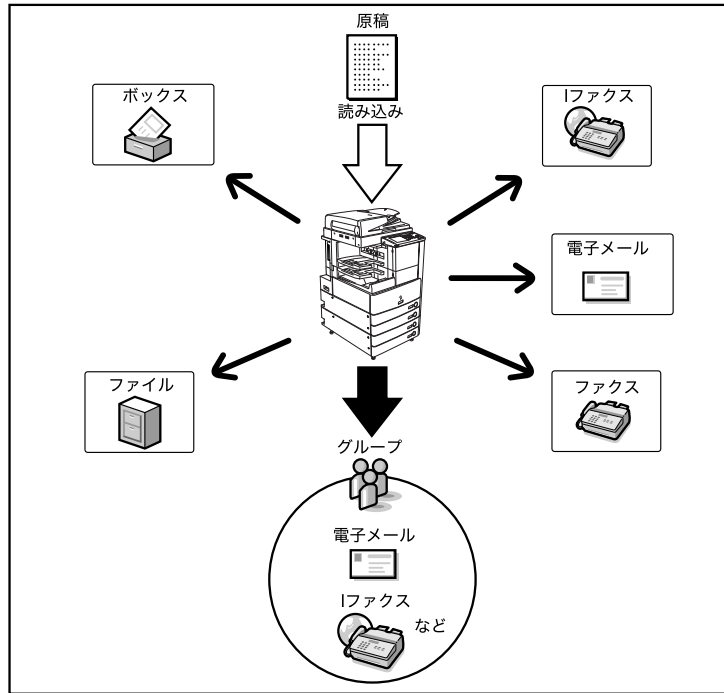 原稿
読み込み
ボックス
Iファクス
電子メール
ファイル
ファクス
グループ
電子メール
Iファクス
など